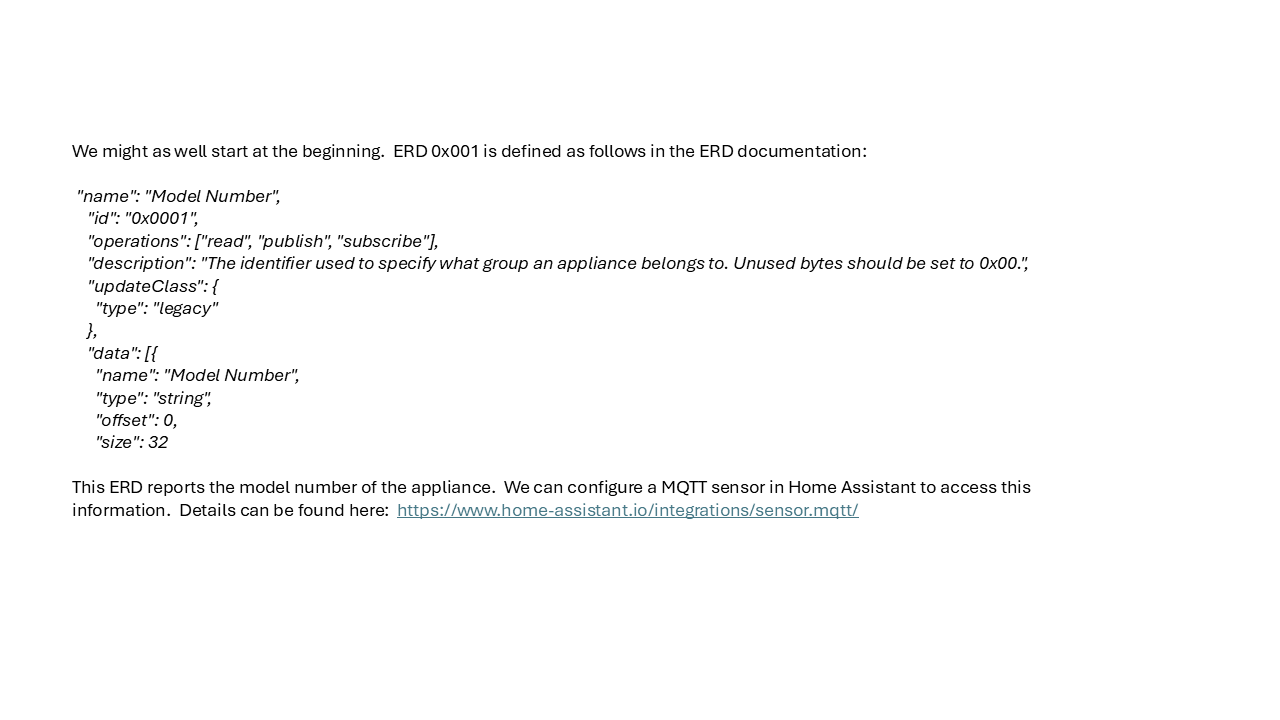 We might as well start at the beginning.  ERD 0x001 is defined as follows in the ERD documentation:
"name": "Model Number",
"id": "0x0001",
"operations": ["read", "publish", "subscribe"],
"description": "The identifier used to specify what group an appliance belongs to. Unused bytes should be set to 0x00.",
"updateClass": {
"type": "legacy"
},
"data": [{
"name": "Model Number",
"type": "string",
"offset": 0,
"size": 32
This ERD reports the model number of the appliance.  We can configure a MQTT sensor in Home Assistant to access this
information.  Details can be found here:  https://www.home-assistant.io/integrations/sensor.mqtt/